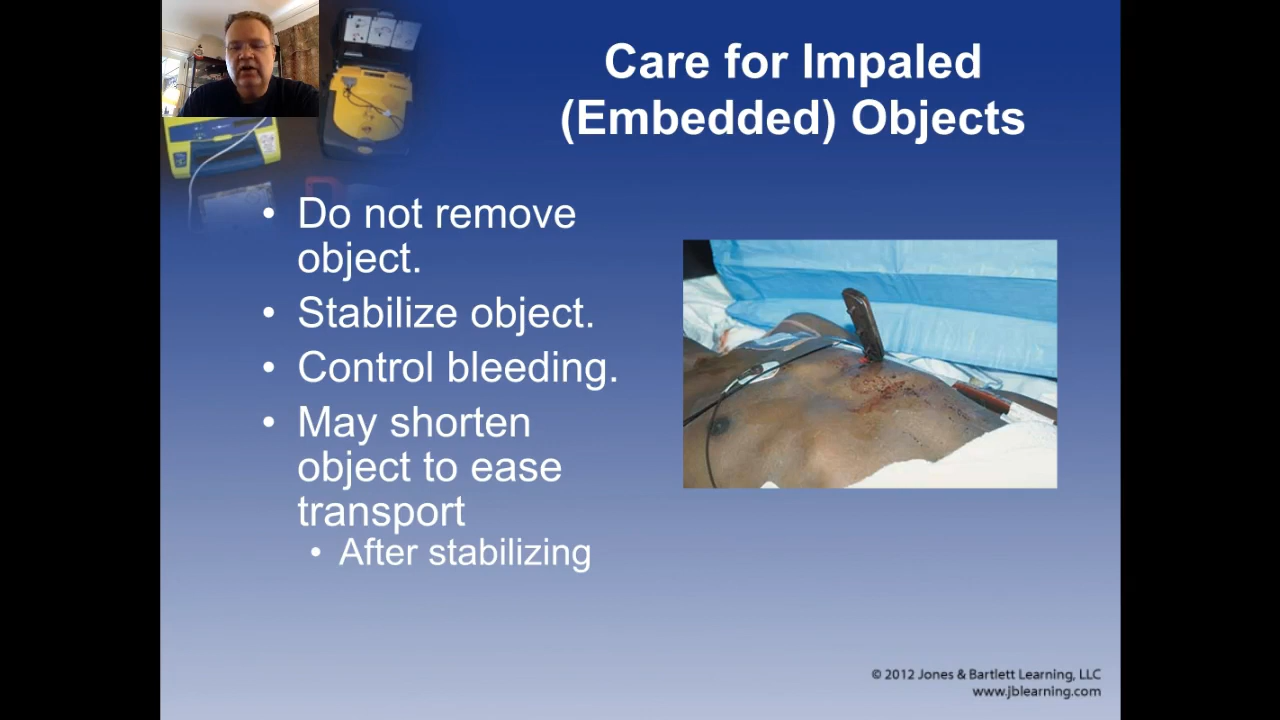 Care for Impaled
(Embedded) Objects
• Do not remove
object.
• Stabilize object.
• Control bleeding.
• May shorten
object to ease
transport
• After stabilizing
© 2012 Jones & Bartlett Learning, LLC
www.jblearning.com